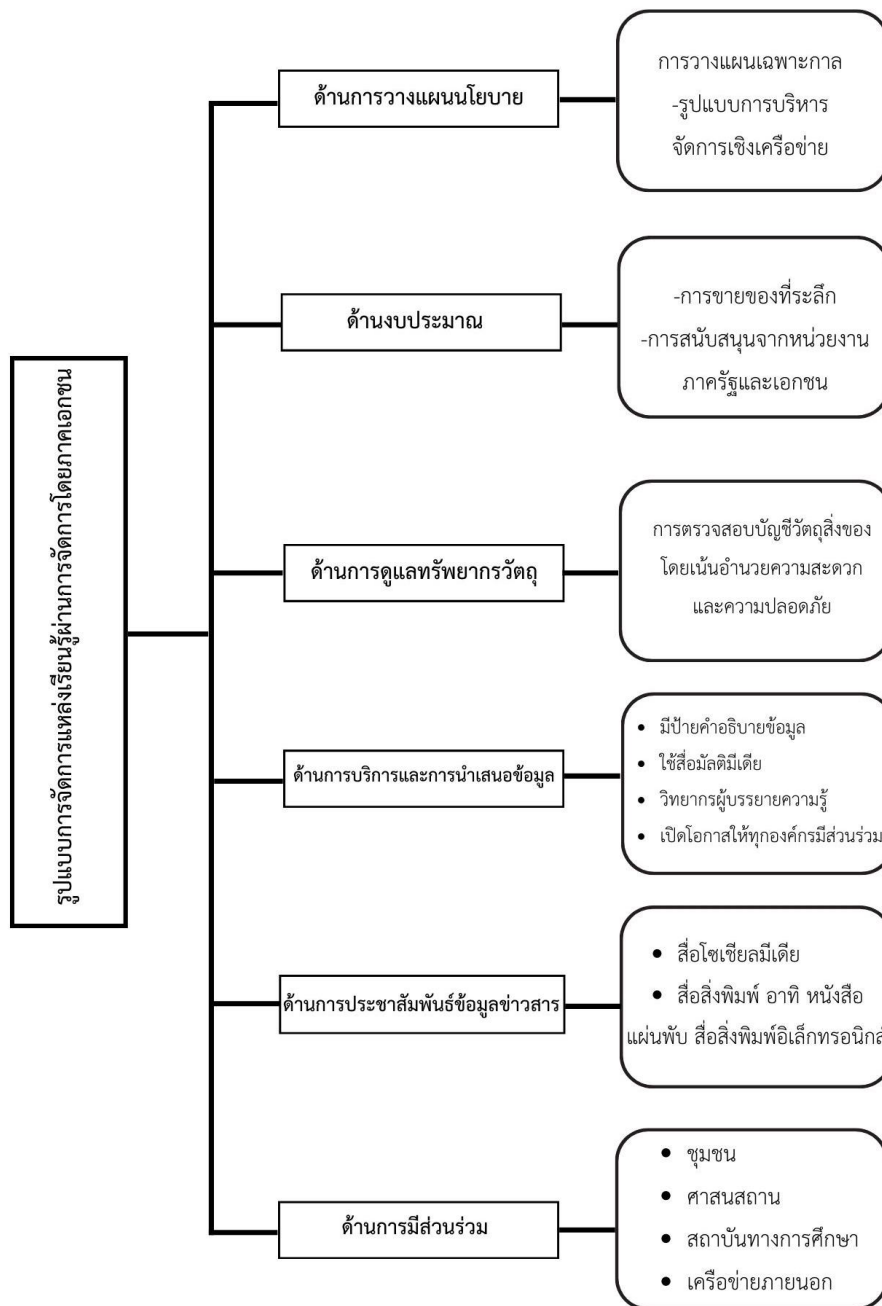 รูปแบบการจัดการแหล่งเรียนรู้ผ่านการจัดการโดยภาคเอกชน
ด้านการวางแผนนโยบาย
การวางแผนเฉพาะกาล
-รูปแบบการบริหาร
จัดการเชิงเครือข่าย
ด้านงบประมาณ
-การขายของที่ระลึก
-การสนับสนุนจากหน่วยงาน
ภาครัฐและเอกชน
ด้านการดูแลทรัพยากรวัตถุ
การตรวจสอบบัญชีวัตถุสิ่งของ
โดยเน้นอำนวยความสะดวก
และความปลอดภัย
ด้านการบริการและการนำเสนอข้อมูล
• มีป้ายคำอธิบายข้อมูล
• ใช้สื่อมัลติมีเดีย
• วิทยากรผู้บรรยายความรู้
• เปิดโอกาสให้ทุกองค์กรมีส่วนร่วม
ด้านการประชาสัมพันธ์ข้อมูลข่าวสาร
• สื่อโซเชียลมีเดีย
• สื่อสิ่งพิมพ์ อาทิ หนังสือ
แผ่นพับ สื่อสิ่งพิมพ์อิเล็กทรอนิกส์
ด้านการมีส่วนร่วม
• ชุมชน
• ศาสนสถาน
• สถาบันทางการศึกษา
• เครือข่ายภายนอก